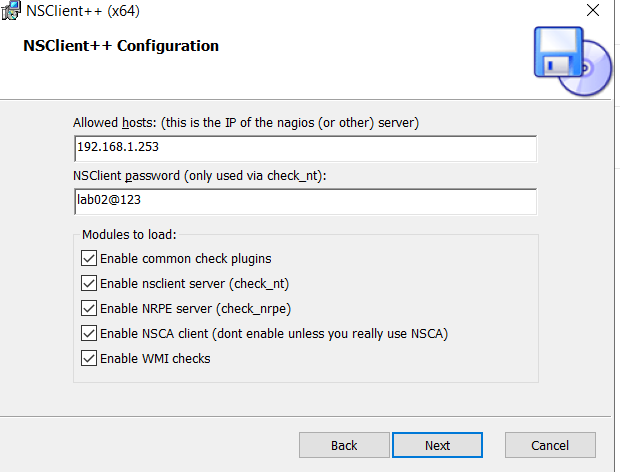 NSClient++ (x64)
NSClient++ Configuration
Allowed hosts: (this is the IP of the nagios (or other) server)
192.168.1.253
NSClient password (only used via check_nt):
lab02@123
Modules to load:
Enable common check plugins
Enable nsclient server (check_nt)
Enable NRPE server (check_nrpe)
Enable NSCA client (dont enable unless you really use NSCA)
Enable WMI checks
Back
Next
Cancel